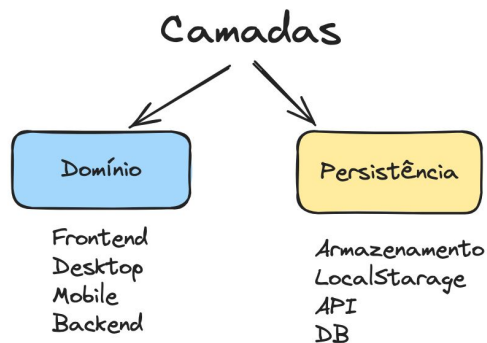 Camadas
Domínio
Frontend
Desktop
Mobile
Backend
Persistência
Armazenamento
LocalStarage
API
DB